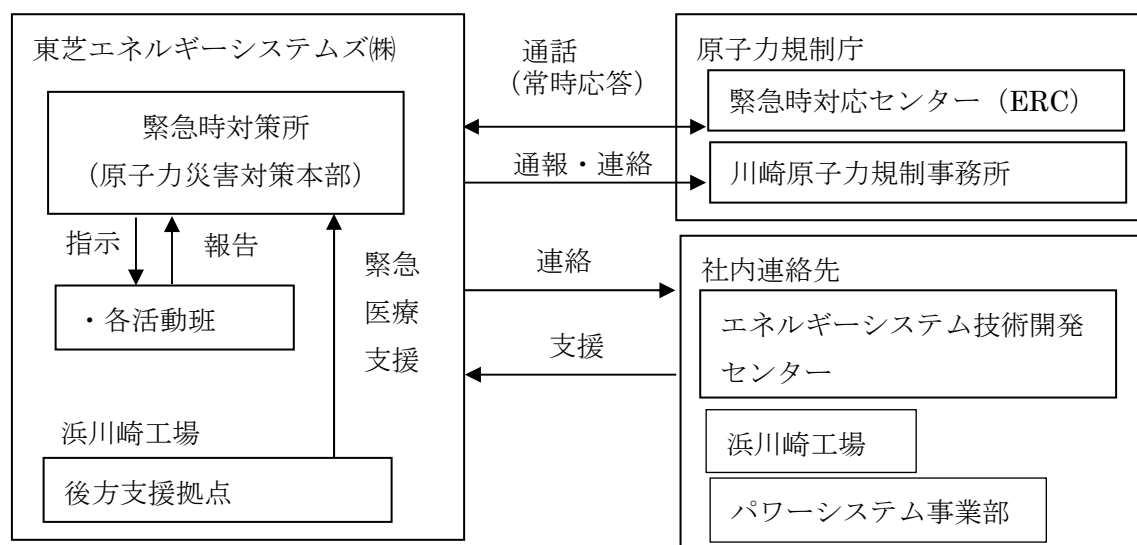 東芝エネルギーシステムズ㈱
緊急時対策所
(原子力災害対策本部)
指示
報告
・各活動班
緊急
医療
支援
浜川崎工場
後方支援拠点
通話
(常時応答)
通報・連絡
連絡
支援
原子力規制庁
緊急時対応センター（ERC）
川崎原子力規制事務所
社内連絡先
エネルギーシステム技術開発
センター
浜川崎工場
パワーシステム事業部